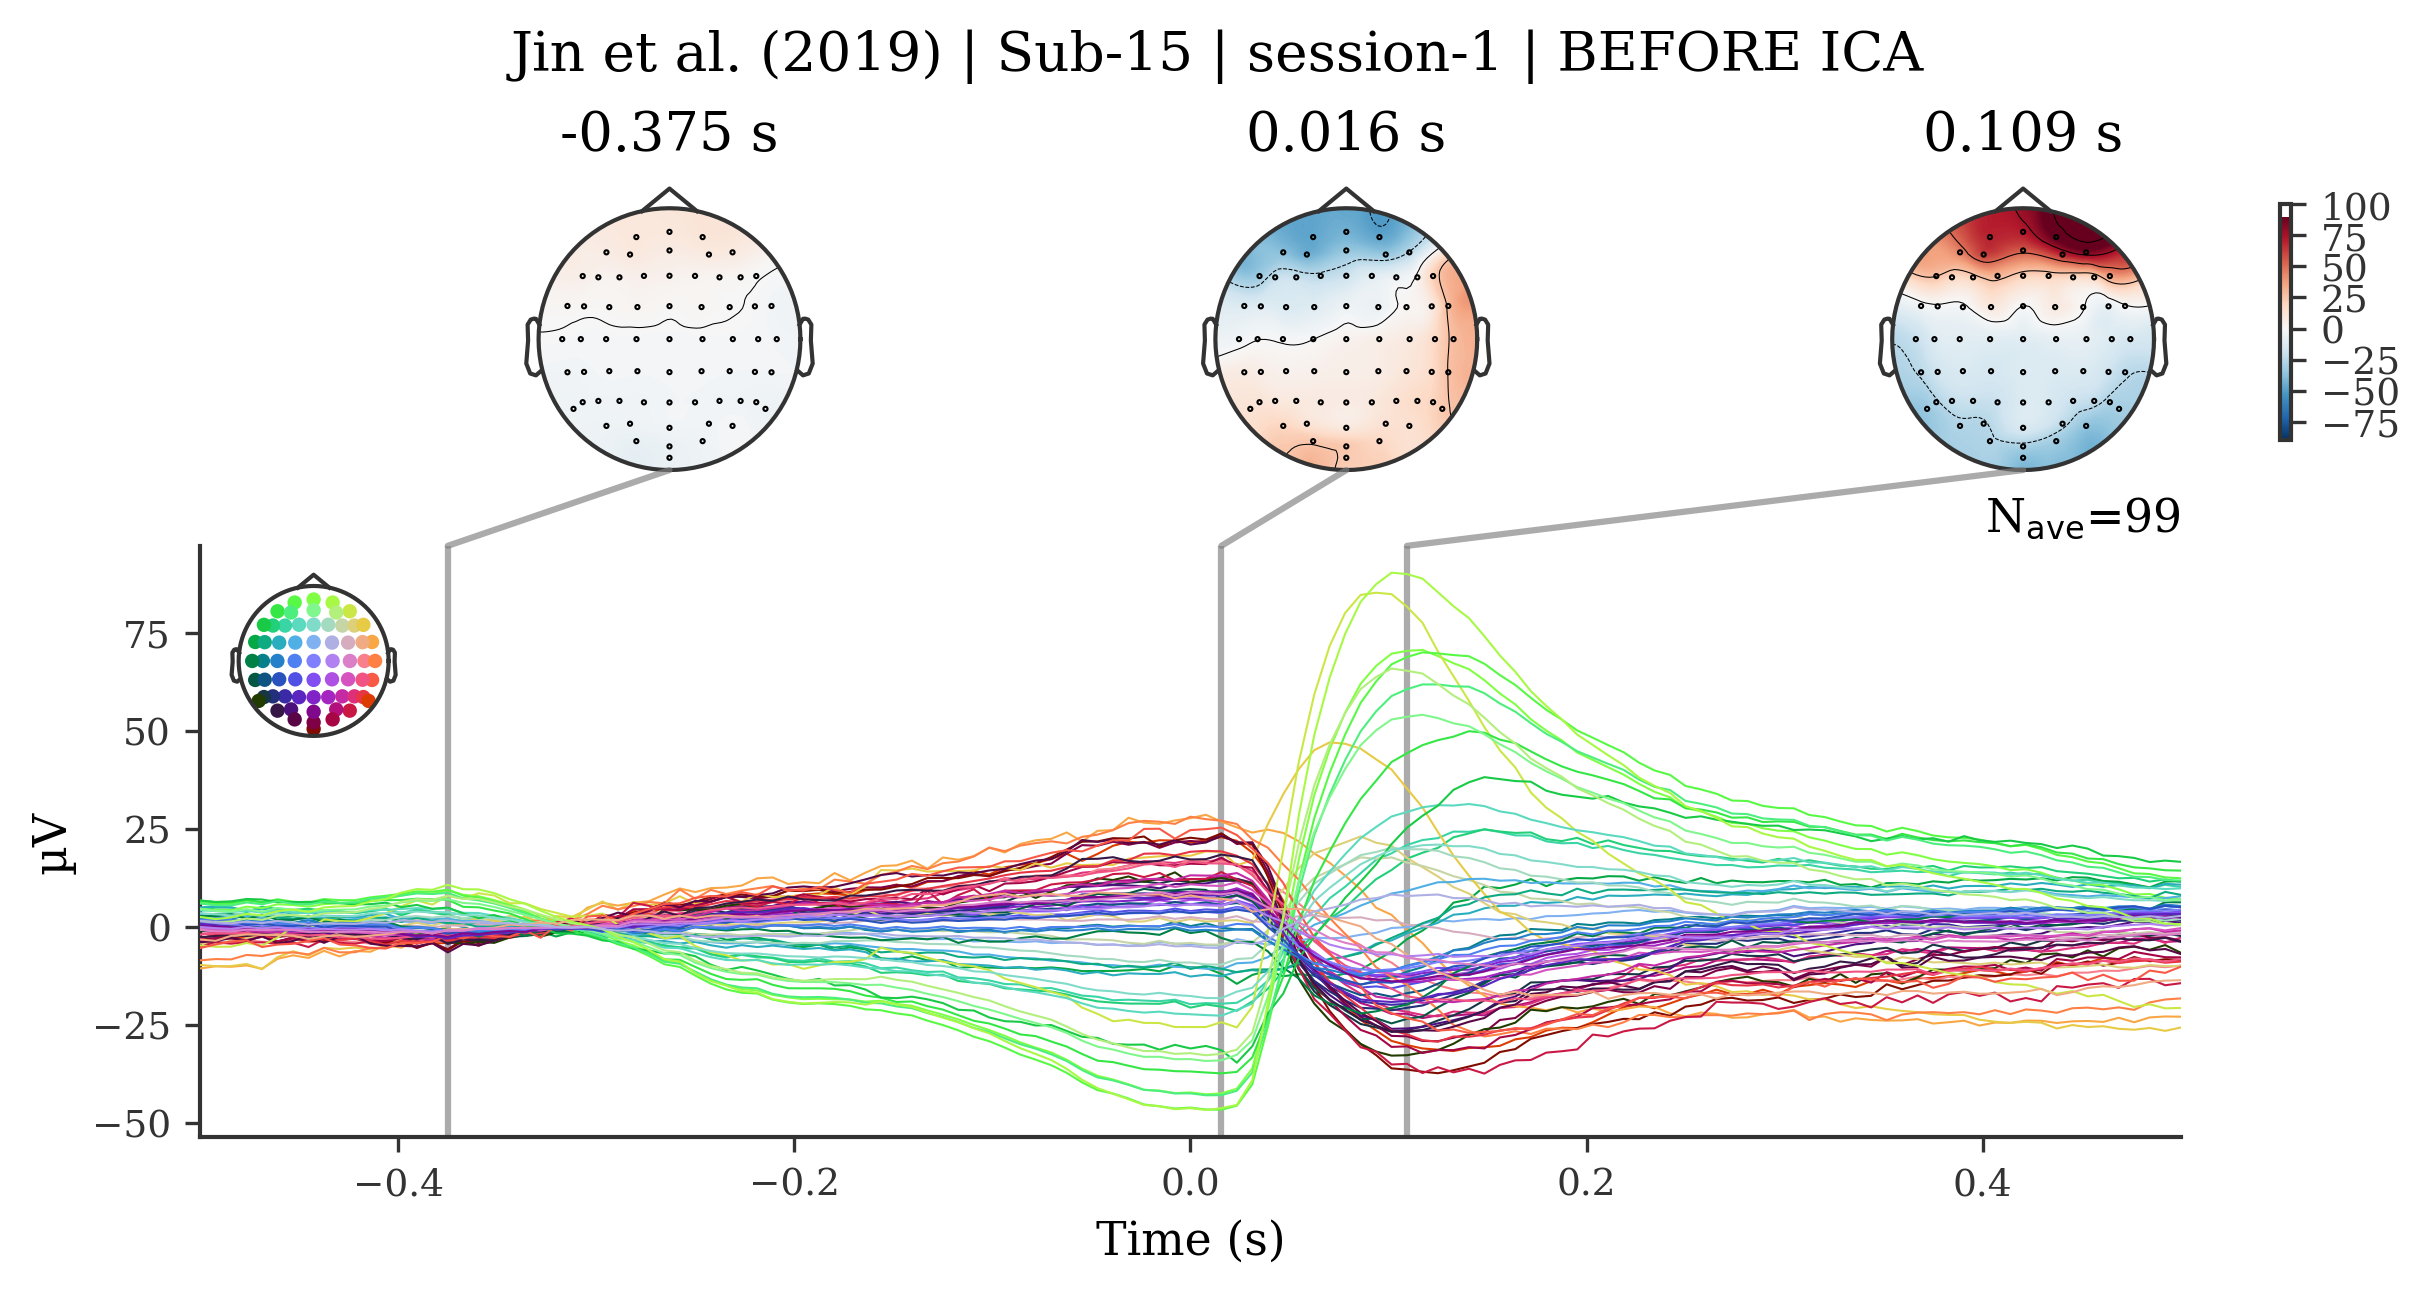 Jin et al. (2019) | Sub-15 | session-1 | BEFORE ICA
-0.375 s
0.016 s
0.109 s
100
75
50
25
0
−25
−50
−75
Nave=99
75
50
25
0
−25
−50
µV
−0.4
−0.2
0.0
0.2
0.4
Time (s)